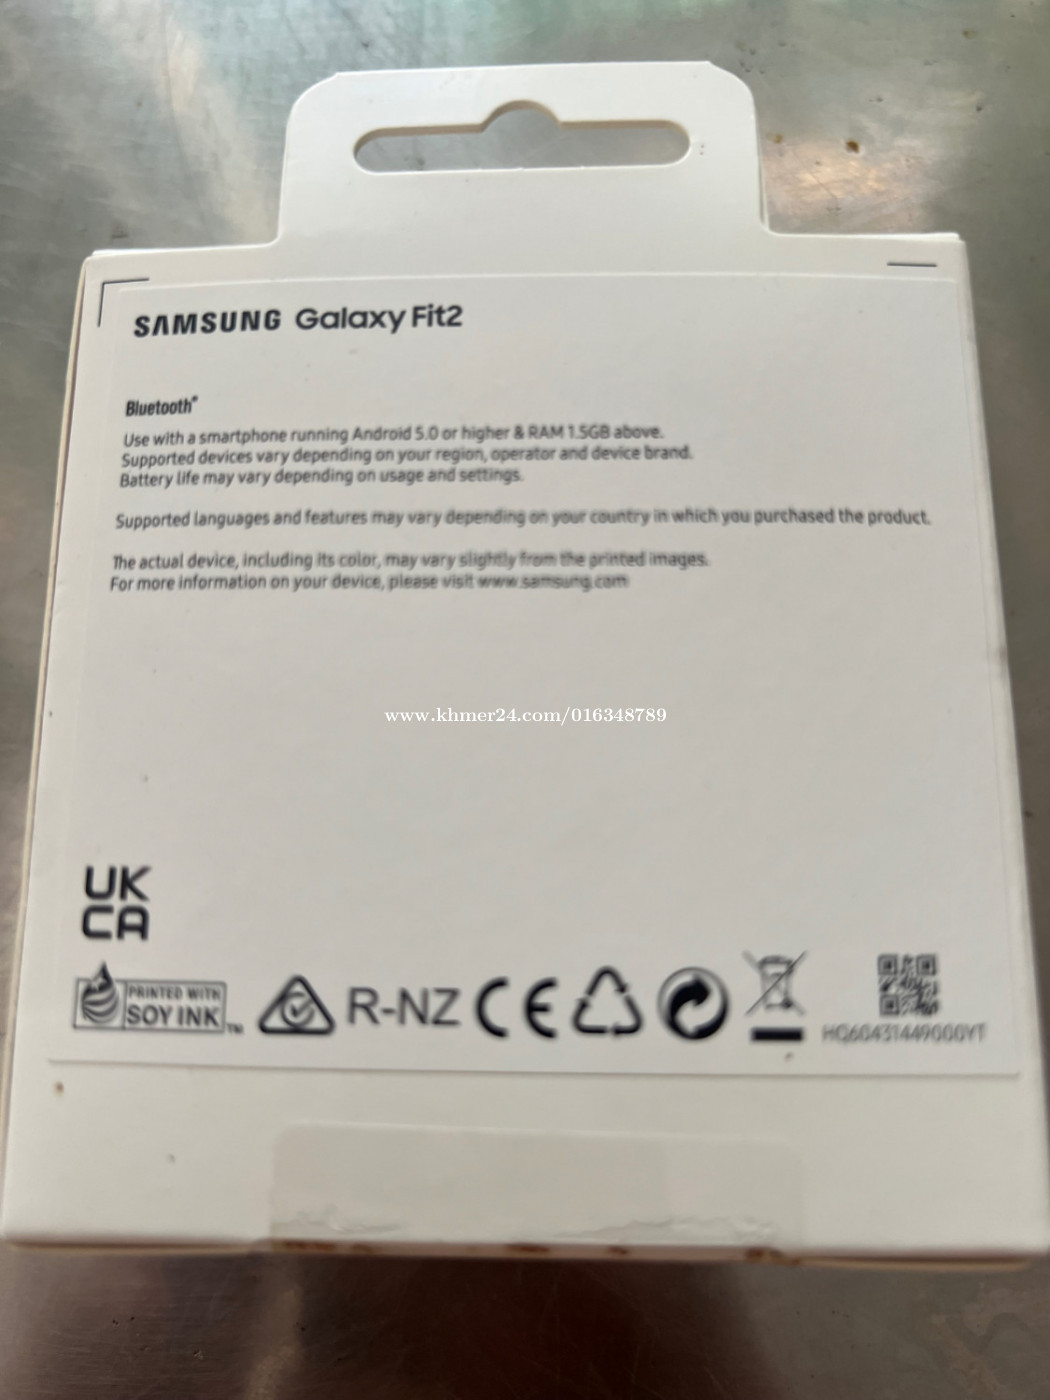 SAMSUNG Galaxy Fit2
Bluetooth®
Use with a smartphone running Android 5.0 or higher & RAM 1.5GB above.
Supported devices vary depending on your region, operator and device brand.
Battery life may vary depending on usage and settings.
Supported languages and features may vary depending on your country in which you purchased the product.
The actual device, including its color, may vary slightly from the printed images.
For more information on your device, please visit www.samsung.com
www.khmer24.com/016348789
UK
CA
PRINTED WITH
SOY INK™
R-NZ
CE
HQ60431449000YT